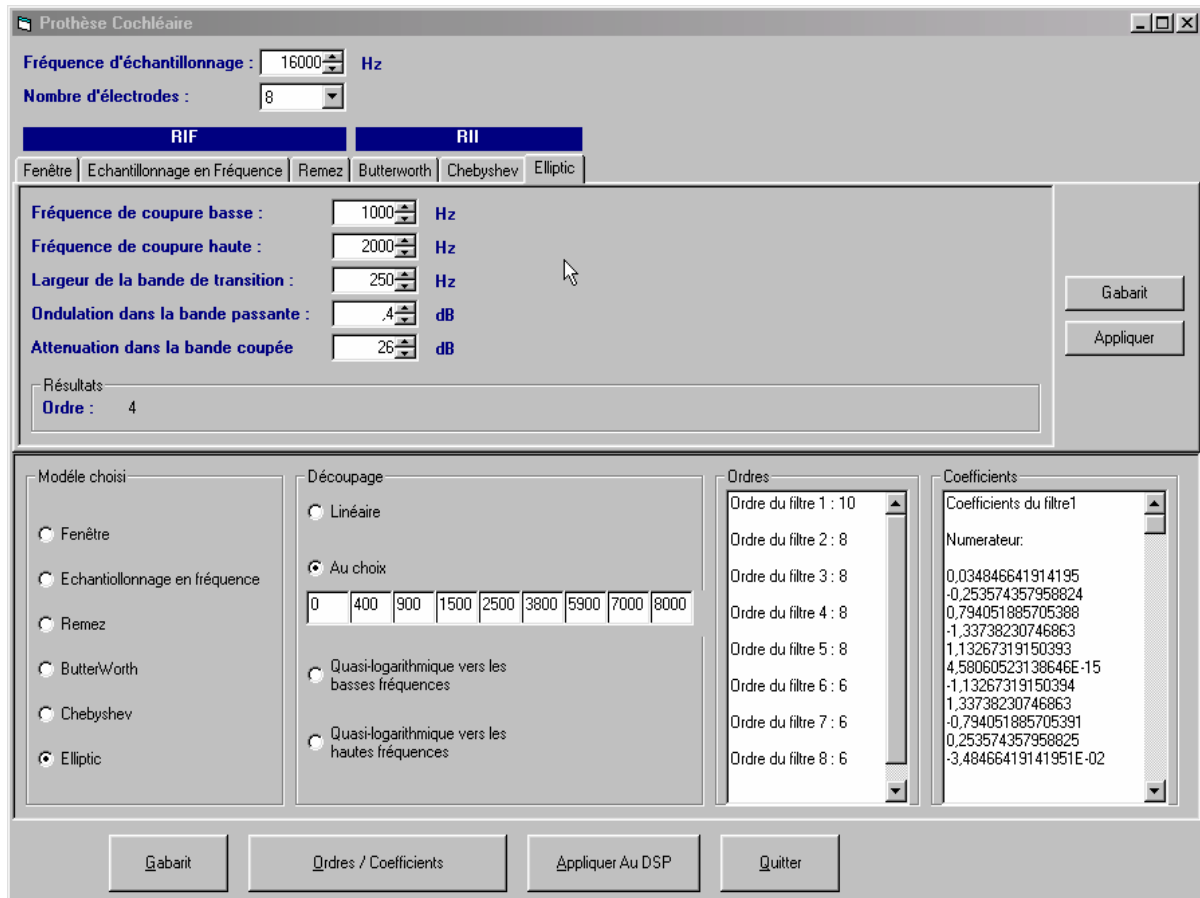 Prothèse Cochléaire
Fréquence d'échantillonnage : 16000 Hz
Nombre d'électrodes : 8
RIF RII
Fenêtre Echantillonnage en Fréquence Remez Butterworth Chebyshev Elliptic
Fréquence de coupure basse : 1000 Hz
Fréquence de coupure haute : 2000 Hz
Largeur de la bande de transition : 250 Hz
Ondulation dans la bande passante : ,4 dB
Attenuation dans la bande coupée 26 dB
Gabarit
Appliquer
Résultats
Ordre : 4
Modéle choisi
Fenêtre
Echantiollonnage en fréquence
Remez
ButterWorth
Chebyshev
Elliptic
Découpage
Linéaire
Au choix
0 400 900 1500 2500 3800 5900 7000 8000
Quasi-logarithmique vers les
basses fréquences
Quasi-logarithmique vers les
hautes fréquences
Ordres
Ordre du filtre 1 : 10
Ordre du filtre 2 : 8
Ordre du filtre 3 : 8
Ordre du filtre 4 : 8
Ordre du filtre 5 : 8
Ordre du filtre 6 : 6
Ordre du filtre 7 : 6
Ordre du filtre 8 : 6
Coefficients
Coefficients du filtre1
Numerateur:
0,034846641914195
-0,253574357958824
0,794051885705388
-1,33738230746863
1,13267319150393
4,58060523138646E-15
-1,13267319150394
1,33738230746863
-0,794051885705391
0,253574357958825
-3,48466419141951E-02
Gabarit
Ordres / Coefficients
Appliquer Au DSP
Quitter